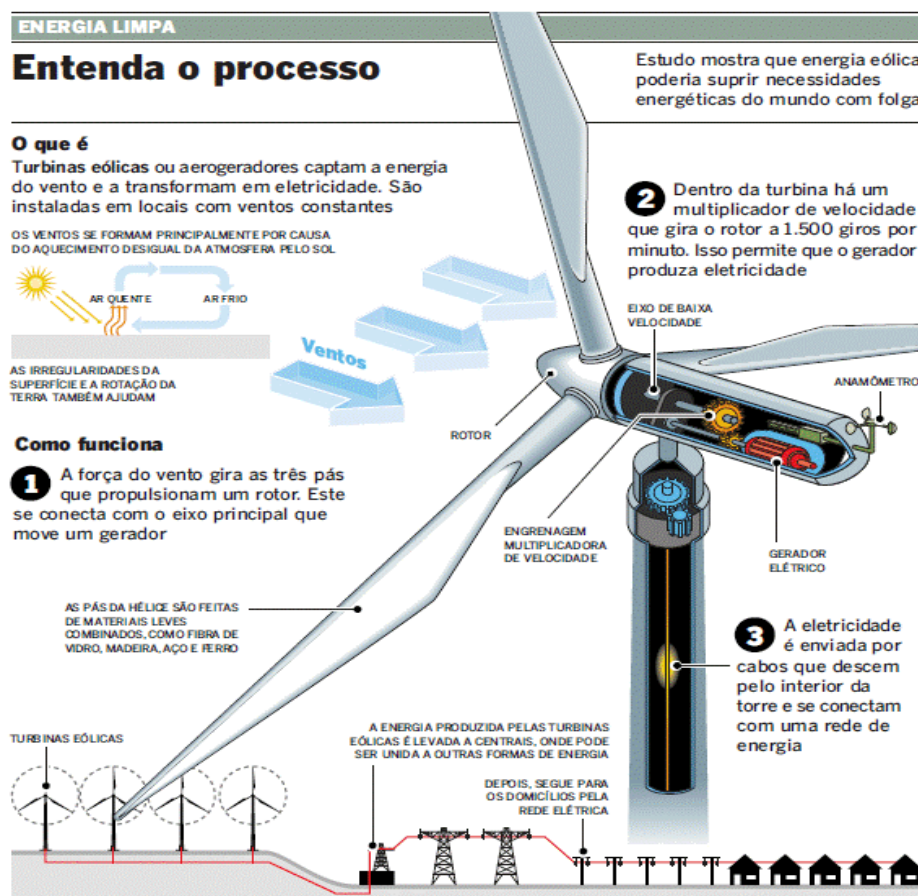 ENERGIA LIMPA
Entenda o processo
Estudo mostra que energia eólica
poderia suprir necessidades
energéticas do mundo com folga
O que é
Turbinas eólicas ou aerogeradores captam a energia
do vento e a transformam em eletricidade. São
instaladas em locais com ventos constantes
OS VENTOS SE FORMAM PRINCIPALMENTE POR CAUSA
DO AQUECIMENTO DESIGUAL DA ATMOSFERA PELO SOL
AR QUENTE
AR FRIO
Ventos
AS IRREGULARIDADES DA
SUPERFÍCIE E A ROTAÇÃO DA
TERRA TAMBÉM AJUDAM
Como funciona
1 A força do vento gira as três pás
que propulsionam um rotor. Este
se conecta com o eixo principal que
move um gerador
2 Dentro da turbina há um
multiplicador de velocidade
que gira o rotor a 1.500 giros por
minuto. Isso permite que o gerador
produza eletricidade
EIXO DE BAIXA
VELOCIDADE
ANAMÔMETRO
ROTOR
ENGRENAGEM
MULTIPLICADORA
DE VELOCIDADE
GERADOR
ELÉTRICO
AS PÁS DA HÉLICE SÃO FEITAS
DE MATERIAIS LEVES
COMBINADOS, COMO FIBRA DE
VIDRO, MADEIRA, AÇO E FERRO
3 A eletricidade
é enviada por
cabos que descem
pelo interior da
torre e se conectam
com uma rede de
energia
TURBINAS EÓLICAS
A ENERGIA PRODUZIDA PELAS TURBINAS
EÓLICAS É LEVADA A CENTRAIS, ONDE PODE
SER UNIDA A OUTRAS FORMAS DE ENERGIA
DEPOIS, SEGUE PARA
OS DOMICÍLIOS PELA
REDE ELÉTRICA